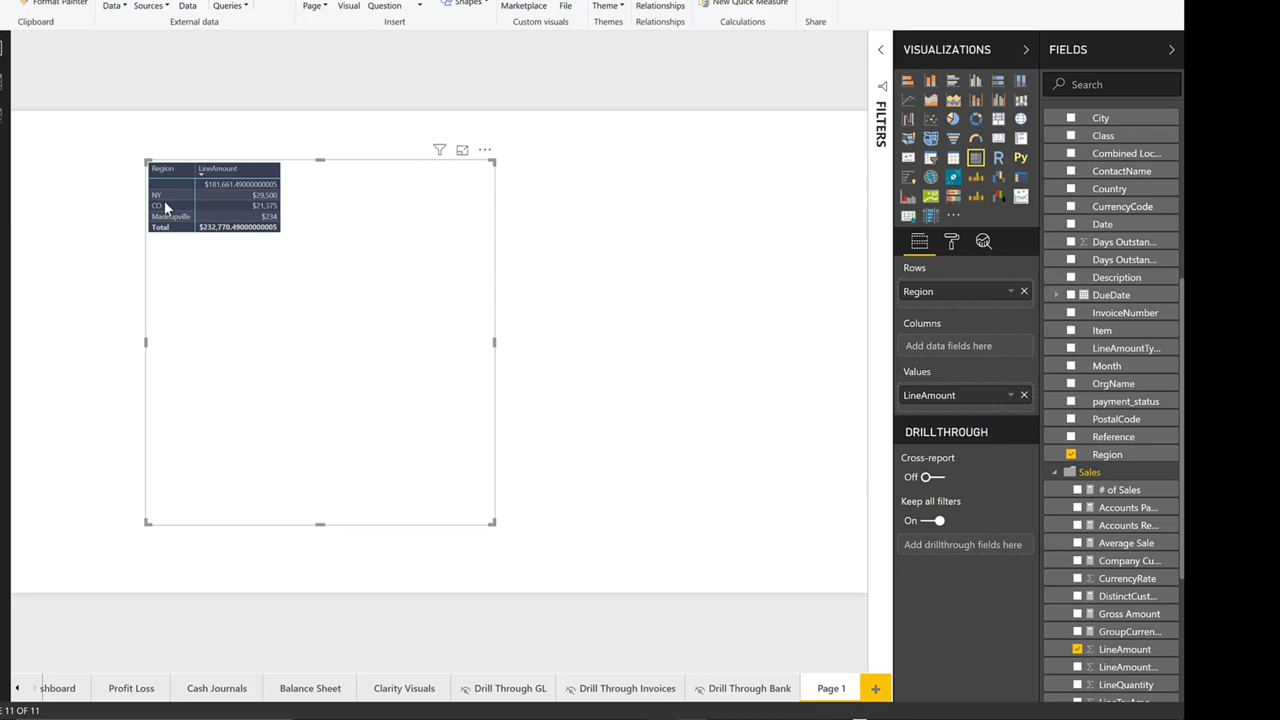 Format Painter
Data Sources Data Queries Page Visual Question Shapes Marketplace File Theme Relationships New Quick Measure
Clipboard External data Insert Custom visuals Themes Relationships Calculations Share
Region LineAmount
$181,661.49000000005
NY $29,500
CO $21,375
Madeupville $234
Total $232,770.49000000005
FILTERS
VISUALIZATIONS
R
Py
...
Rows
Region
Columns
Add data fields here
Values
LineAmount
DRILLTHROUGH
Cross-report
Off
Keep all filters
On
Add drillthrough fields here
FIELDS
Search
City
Class
Combined Loc...
ContactName
Country
CurrencyCode
Date
Days Outstan...
Days Outstan...
Description
DueDate
InvoiceNumber
Item
LineAmountTy...
Month
OrgName
payment_status
PostalCode
Reference
Region
Sales
# of Sales
Accounts Pa...
Accounts Re...
Average Sale
Company Cu...
CurrencyRate
DistinctCust...
Gross Amount
GroupCurren...
LineAmount
LineAmount...
LineQuantity
LineTaxAmo...
shboard Profit Loss Cash Journals Balance Sheet Clarity Visuals Drill Through GL Drill Through Invoices Drill Through Bank Page 1 +
E 11 OF 11